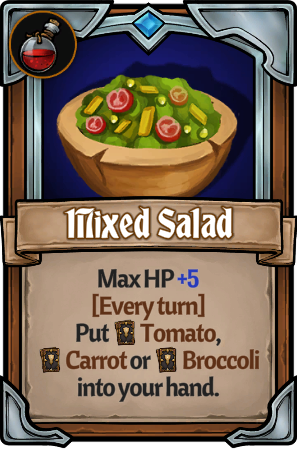 Mixed Salad
Max HP +5
[Every turn]
Put Tomato,
Carrot or Broccoli
into your hand.